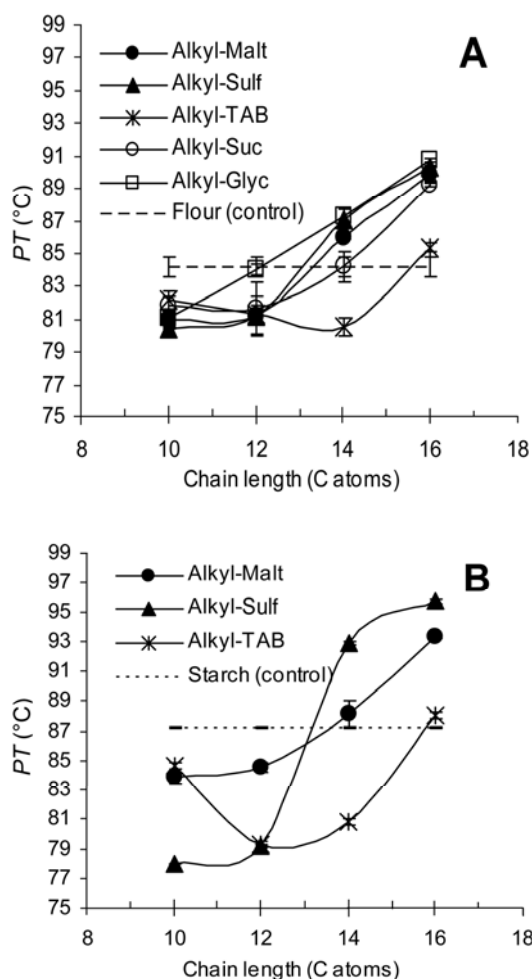 A
99
97
95
93
91
89
87
85
83
81
79
77
75
PT (°C)
Alkyl-Malt
Alkyl-Sulf
Alkyl-TAB
Alkyl-Suc
Alkyl-Glyc
Flour (control)
8 10 12 14 16 18
Chain length (C atoms)
B
99
97
95
93
91
89
87
85
83
81
79
77
75
PT (°C)
Alkyl-Malt
Alkyl-Sulf
Alkyl-TAB
Starch (control)
8 10 12 14 16 18
Chain length (C atoms)